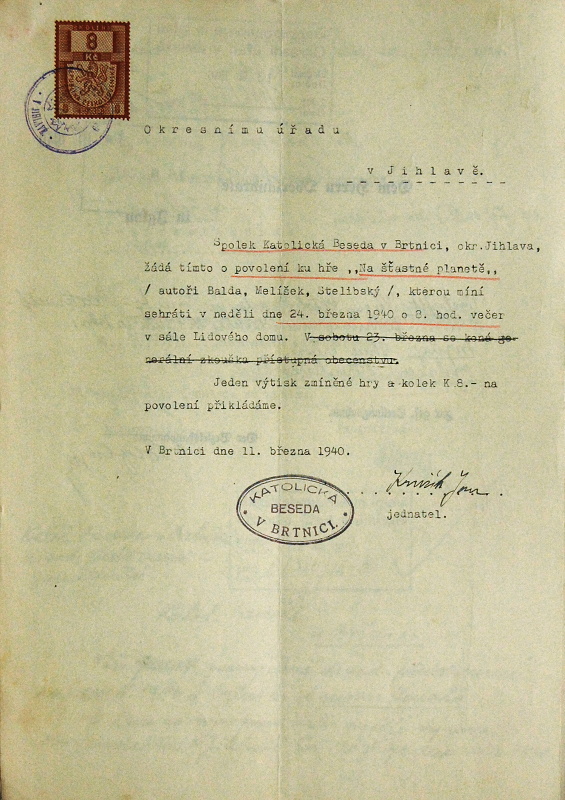 8
Kč
V JIHLAVĚ
Okresnímu úřadu
v Jihlavě.
Spolek Katolická Beseda v Brtnici, okr.Jihlava,
žádá tímto o povolení ku hře ,,Na šťastné planetě,,
/ autoři Balda, Melíšek, Stelibský /, kterou míní
sehráti v neděli dne 24. března 1940 o 8. hod. večer
v sále Lidového domu. V sobotu 23. března se koná ge-
nerální zkouška přístupná obecenstvu.
Jeden výtisk zmíněné hry a kolek K.8.- na
povolení přikládáme.
V Brtnici dne 11. března 1940.
KATOLICKÁ
BESEDA
V BRTNICI.
jednatel.